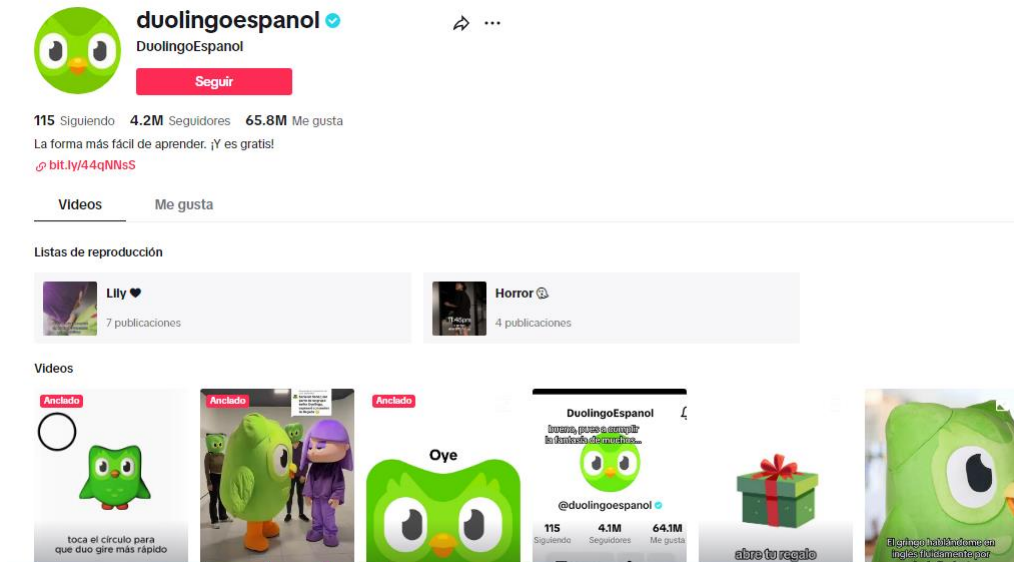 duolingoespanol
DuolingoEspanol
Seguir
115 Siguiendo 4.2M Seguidores 65.8M Me gusta
La forma más fácil de aprender. ¡Y es gratis!
bit.ly/44qNNsS
Videos Me gusta
Listas de reproducción
Lily
7 publicaciones
Horror
4 publicaciones
Videos
Anclado
toca el círculo para
que duo gire más rápido
Anclado
Anclado
Oye
DuolingoEspanol
bueno, pues a cumplir
la fantasía de muchos...
@duolingoespanol
115 4.1M 64.1M
Siguiendo Seguidores Me gusta
abre tu regalo
El gringo hablándome en
inglés fluidamente por